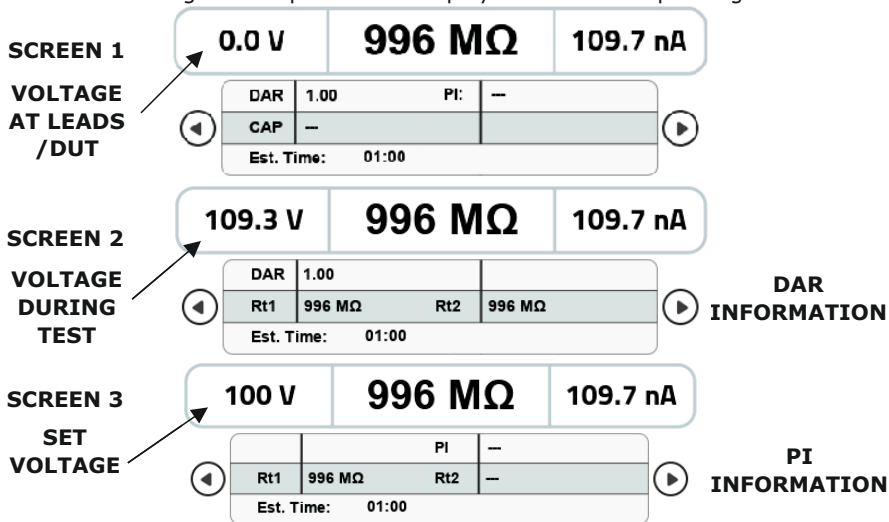 SCREEN 1
0.0 V 996 MΩ 109.7 nA
VOLTAGE
AT LEADS
/DUT
DAR 1.00 PI: ---
CAP ---
Est. Time: 01:00
SCREEN 2
109.3 V 996 MΩ 109.7 nA
VOLTAGE
DURING
TEST
DAR 1.00
Rt1 996 MΩ Rt2 996 MΩ
Est. Time: 01:00
DAR
INFORMATION
SCREEN 3
100 V 996 MΩ 109.7 nA
SET
VOLTAGE
PI ---
Rt1 996 MΩ Rt2 ---
Est. Time: 01:00
PI
INFORMATION